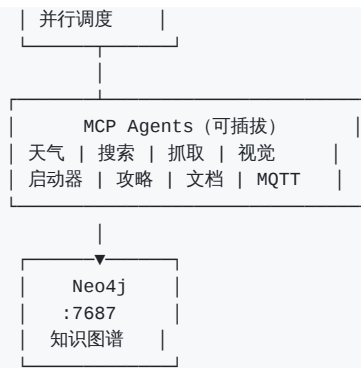 并行调度
MCP Agents（可插拔）
天气 | 搜索 | 抓取 | 视觉
启动器 | 攻略 | 文档 | MQTT
Neo4j
:7687
知识图谱